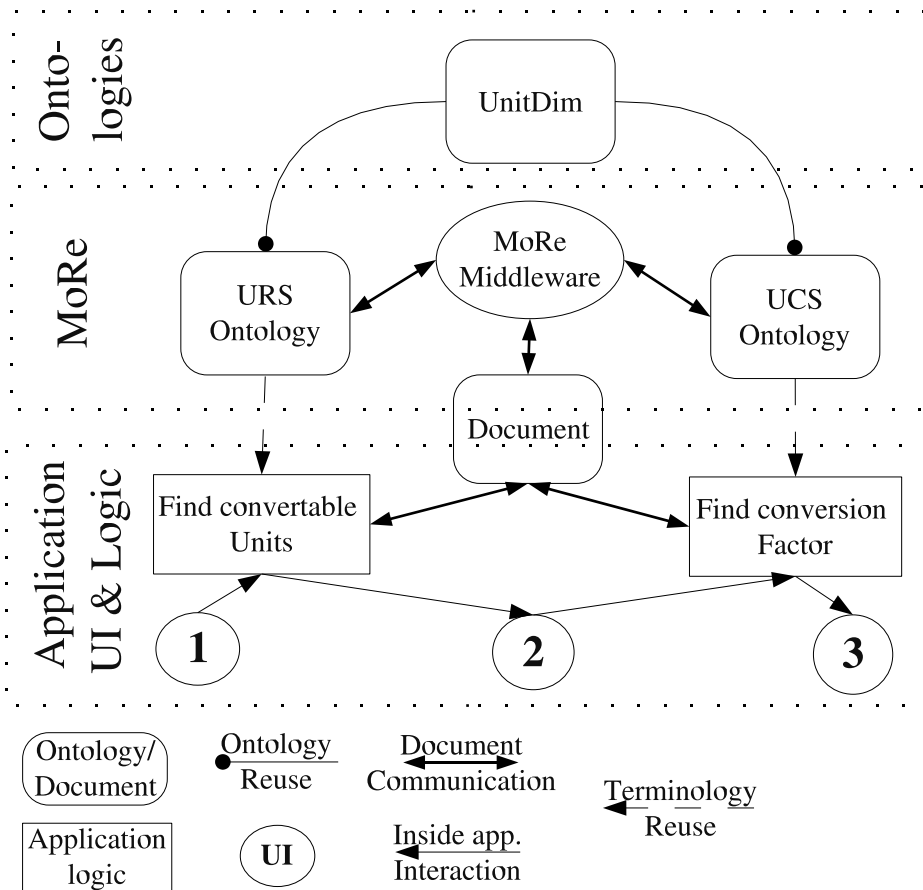 Onto-
logies
UnitDim
MoRe
URS
Ontology
MoRe
Middleware
UCS
Ontology
Document
Application
UI & Logic
Find convertable
Units
Find conversion
Factor
1
2
3
Ontology/
Document
Ontology
Reuse
Document
Communication
Terminology
Reuse
Application
logic
UI
Inside app.
Interaction